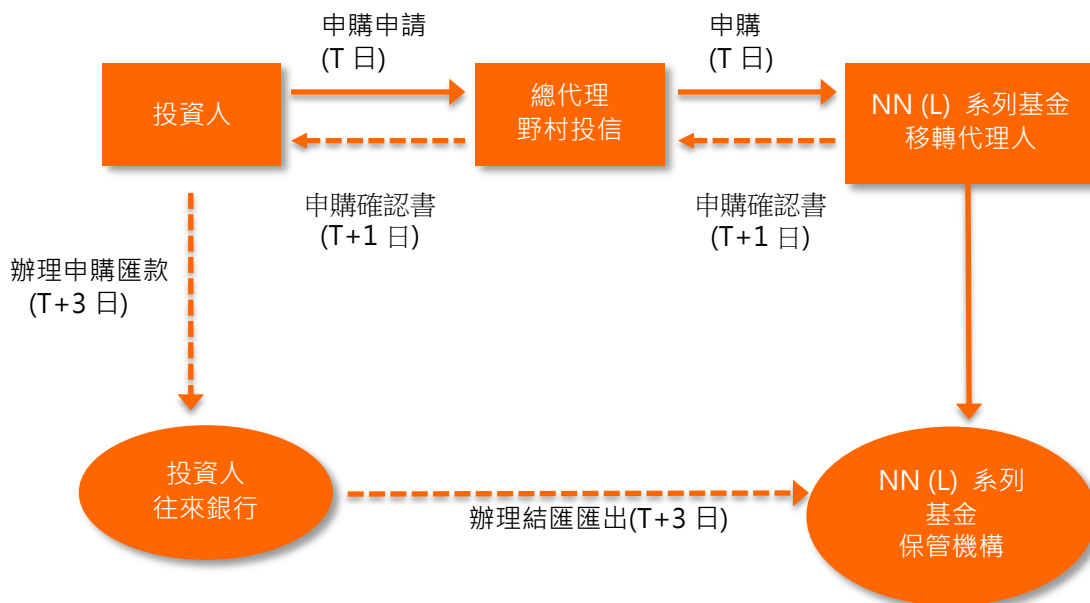 申購申請
(T 日)
申購
(T 日)
投資人
總代理
野村投信
NN (L) 系列基金
移轉代理人
申購確認書
(T+1 日)
申購確認書
(T+1 日)
辦理申購匯款
(T+3 日)
投資人
往來銀行
辦理結匯匯出(T+3 日)
NN (L) 系列
基金
保管機構